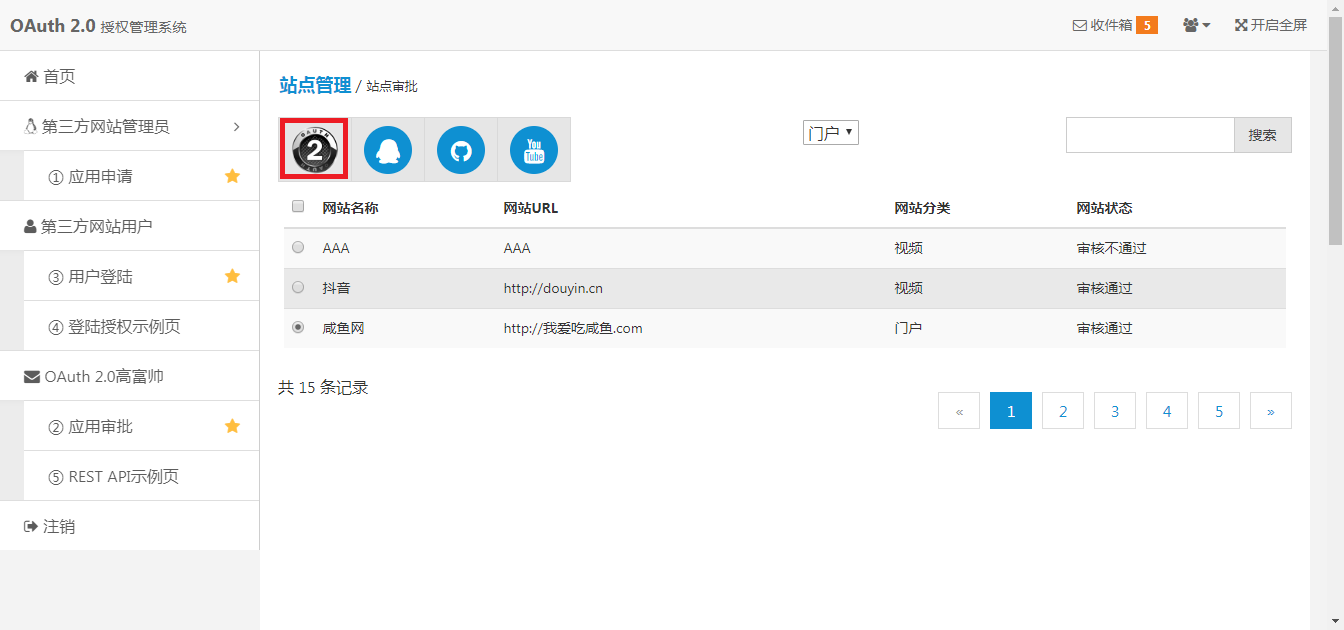 OAuth 2.0 授权管理系统
收件箱 5
开启全屏
首页
第三方网站管理员
① 应用申请
第三方网站用户
③ 用户登陆
④ 登陆授权示例页
OAuth 2.0高富帅
② 应用审批
⑤ REST API示例页
注销
站点管理 / 站点审批
OAUTH
2
You
Tube
门户
搜索
网站名称 网站URL 网站分类 网站状态
AAA AAA 视频 审核不通过
抖音 http://douyin.cn 视频 审核通过
咸鱼网 http://我爱吃咸鱼.com 门户 审核通过
共 15 条记录
« 1 2 3 4 5 »